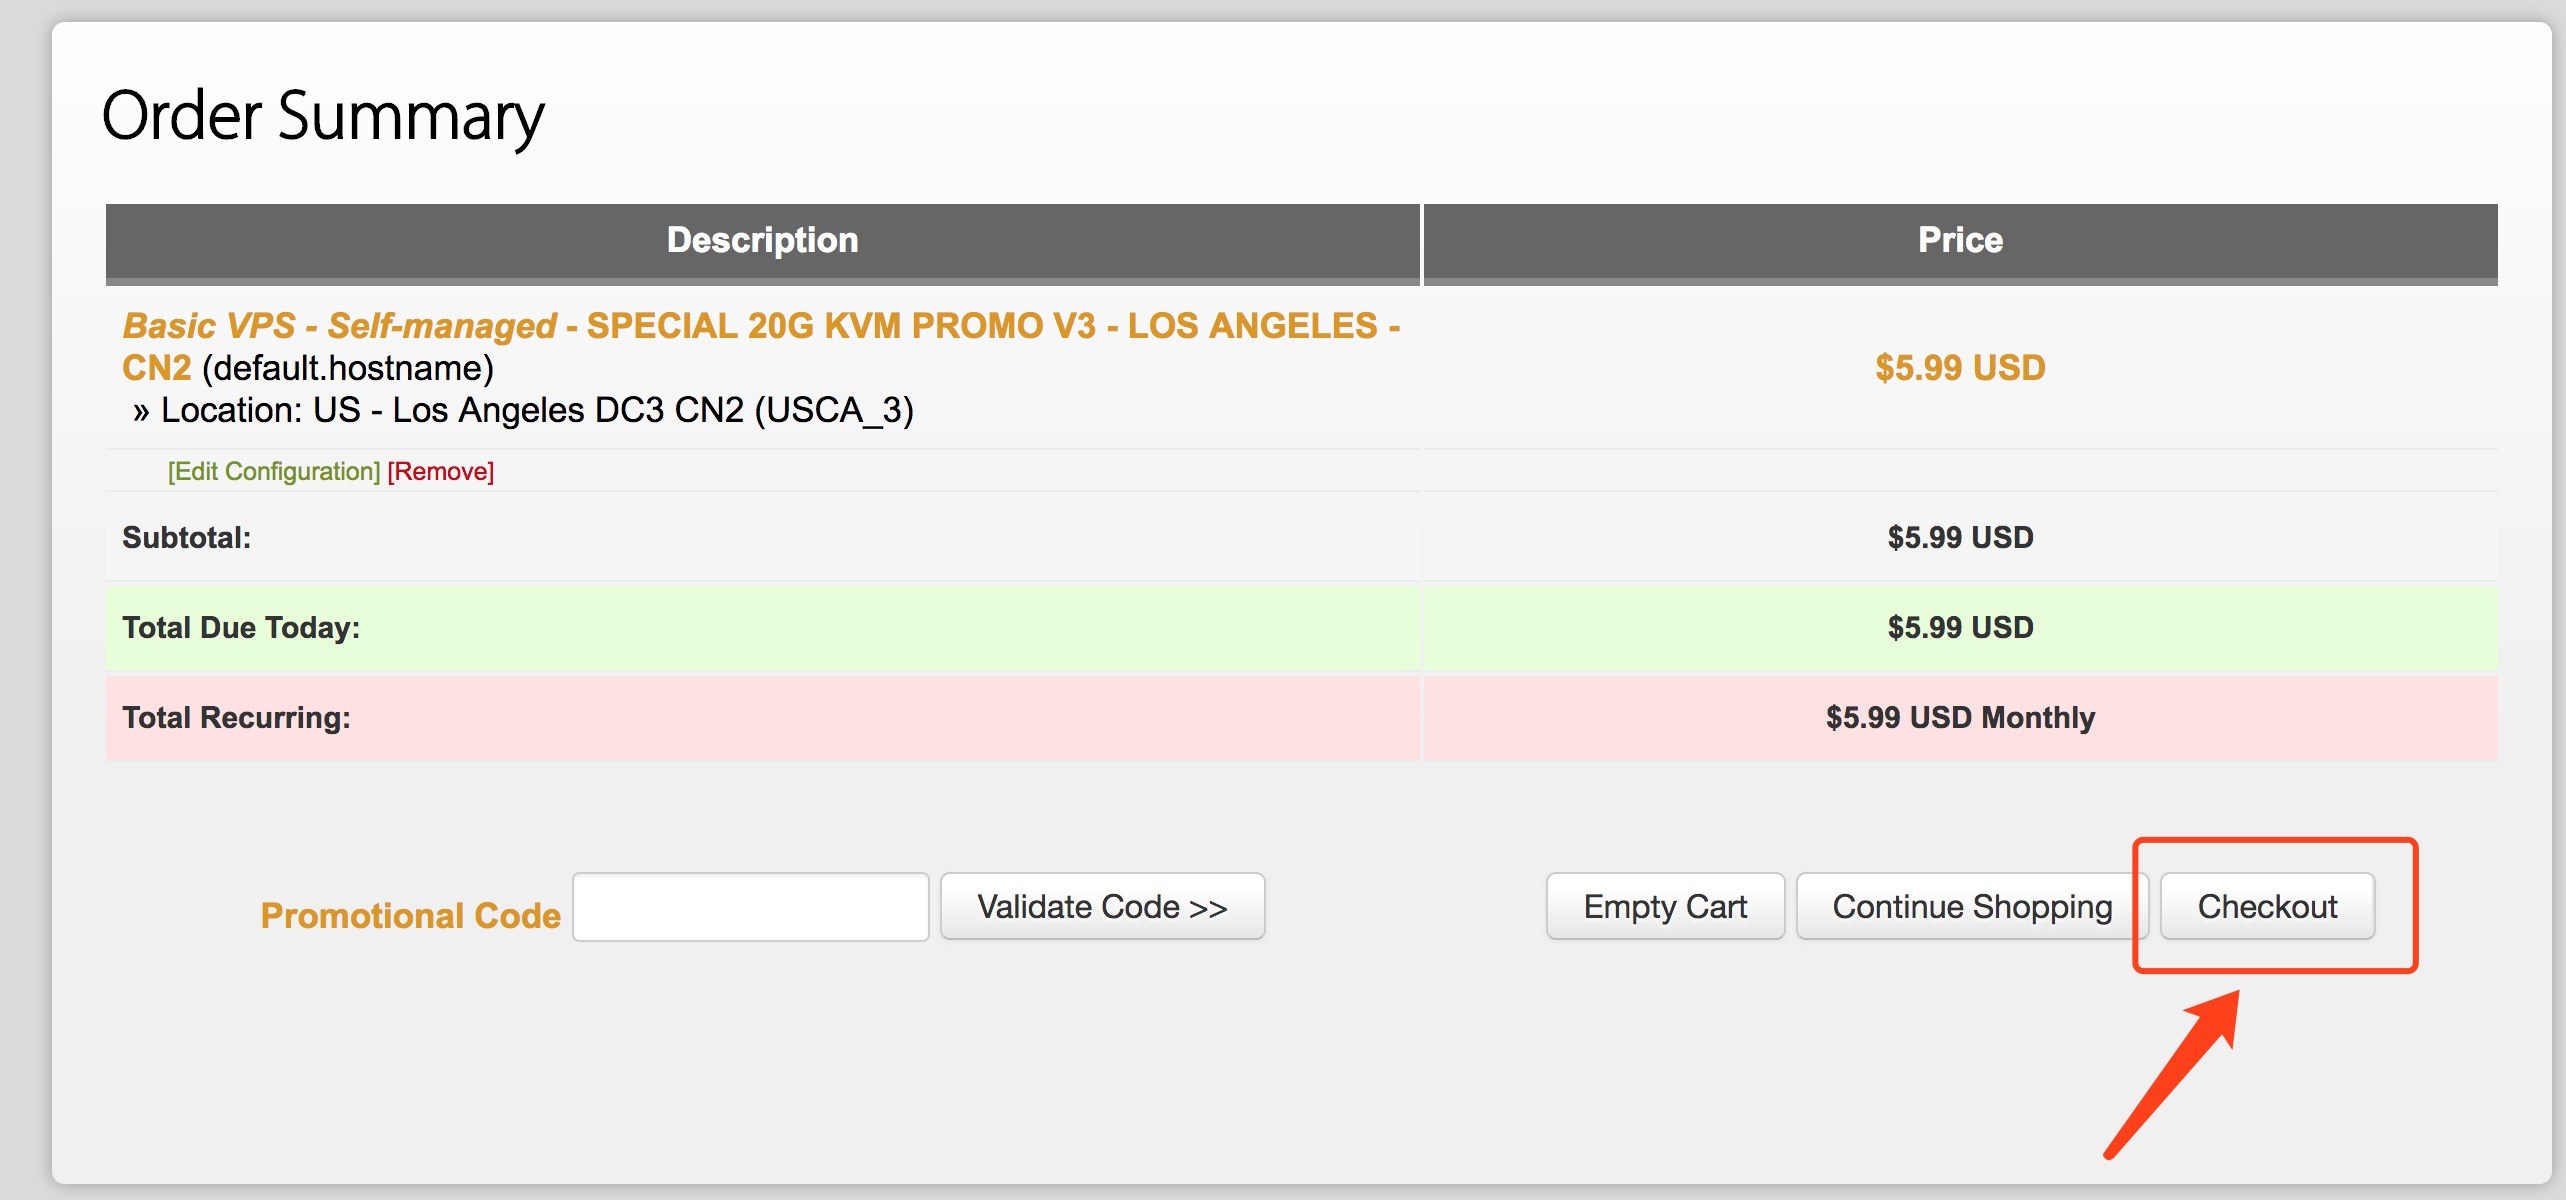 Order Summary
Description
Price
Basic VPS - Self-managed - SPECIAL 20G KVM PROMO V3 - LOS ANGELES -
CN2 (default.hostname)
» Location: US - Los Angeles DC3 CN2 (USCA_3)
$5.99 USD
[Edit Configuration] [Remove]
Subtotal:
$5.99 USD
Total Due Today:
$5.99 USD
Total Recurring:
$5.99 USD Monthly
Promotional Code
Validate Code >>
Empty Cart
Continue Shopping
Checkout